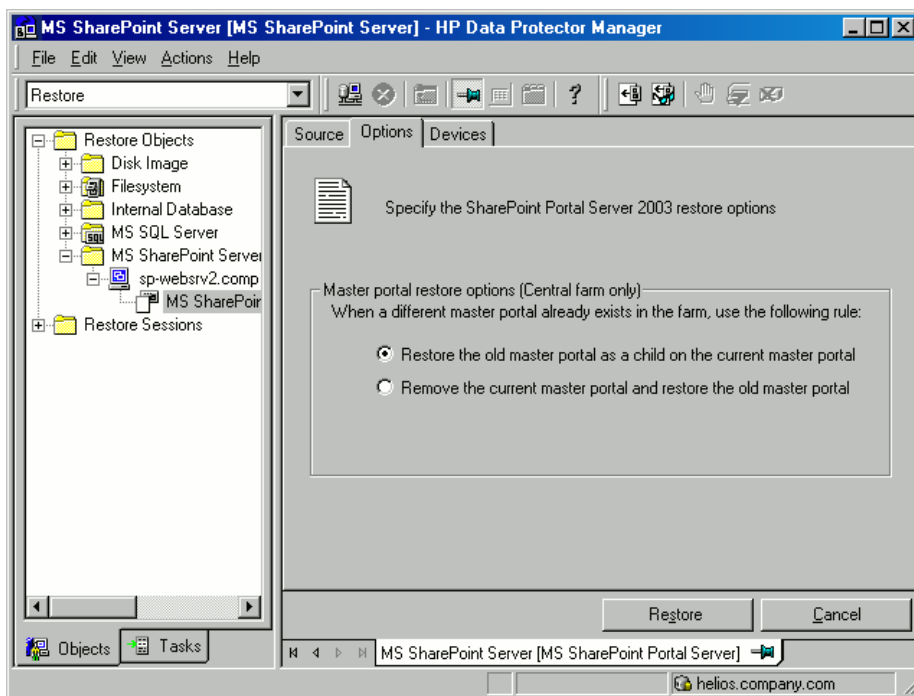 MS SharePoint Server [MS SharePoint Server] - HP Data Protector Manager
File Edit View Actions Help
Restore
Restore Objects
Disk Image
Filesystem
Internal Database
MS SQL Server
MS SharePoint Server
sp-websrv2.comp
MS SharePoin
Restore Sessions
Objects Tasks
Source Options Devices
Specify the SharePoint Portal Server 2003 restore options
Master portal restore options (Central farm only)
When a different master portal already exists in the farm, use the following rule:
Restore the old master portal as a child on the current master portal
Remove the current master portal and restore the old master portal
Restore Cancel
MS SharePoint Server [MS SharePoint Portal Server]
helios.company.com